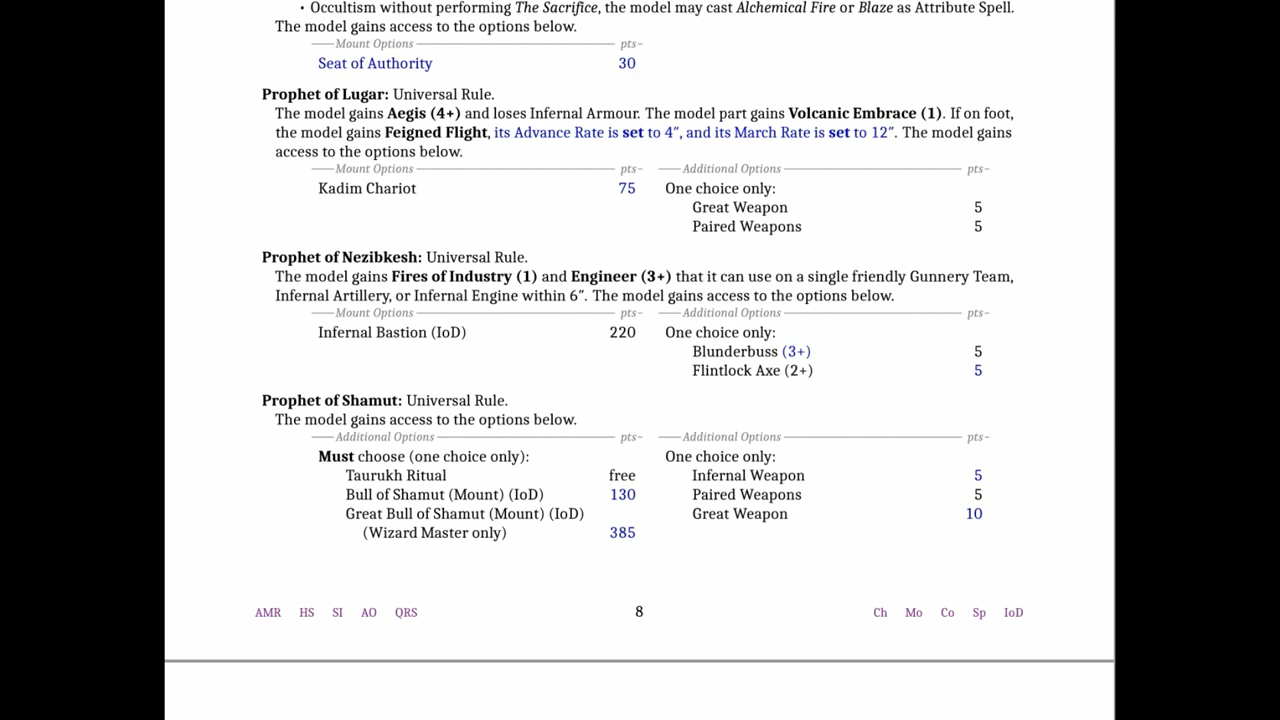 • Occultism without performing The Sacrifice, the model may cast Alchemical Fire or Blaze as Attribute Spell.
The model gains access to the options below.
Mount Options pts
Seat of Authority 30
Prophet of Lugar: Universal Rule.
The model gains Aegis (4+) and loses Infernal Armour. The model part gains Volcanic Embrace (1). If on foot,
the model gains Feigned Flight, its Advance Rate is set to 4″, and its March Rate is set to 12″. The model gains
access to the options below.
Mount Options pts Additional Options pts
Kadim Chariot 75 One choice only:
Great Weapon 5
Paired Weapons 5
Prophet of Nezibkesh: Universal Rule.
The model gains Fires of Industry (1) and Engineer (3+) that it can use on a single friendly Gunnery Team,
Infernal Artillery, or Infernal Engine within 6″. The model gains access to the options below.
Mount Options pts Additional Options pts
Infernal Bastion (IoD) 220 One choice only:
Blunderbuss (3+) 5
Flintlock Axe (2+) 5
Prophet of Shamut: Universal Rule.
The model gains access to the options below.
Additional Options pts Additional Options pts
Must choose (one choice only): One choice only:
Taurukh Ritual free Infernal Weapon 5
Bull of Shamut (Mount) (IoD) 130 Paired Weapons 5
Great Bull of Shamut (Mount) (IoD) Great Weapon 10
(Wizard Master only) 385
AMR HS SI AO QRS 8 Ch Mo Co Sp IoD